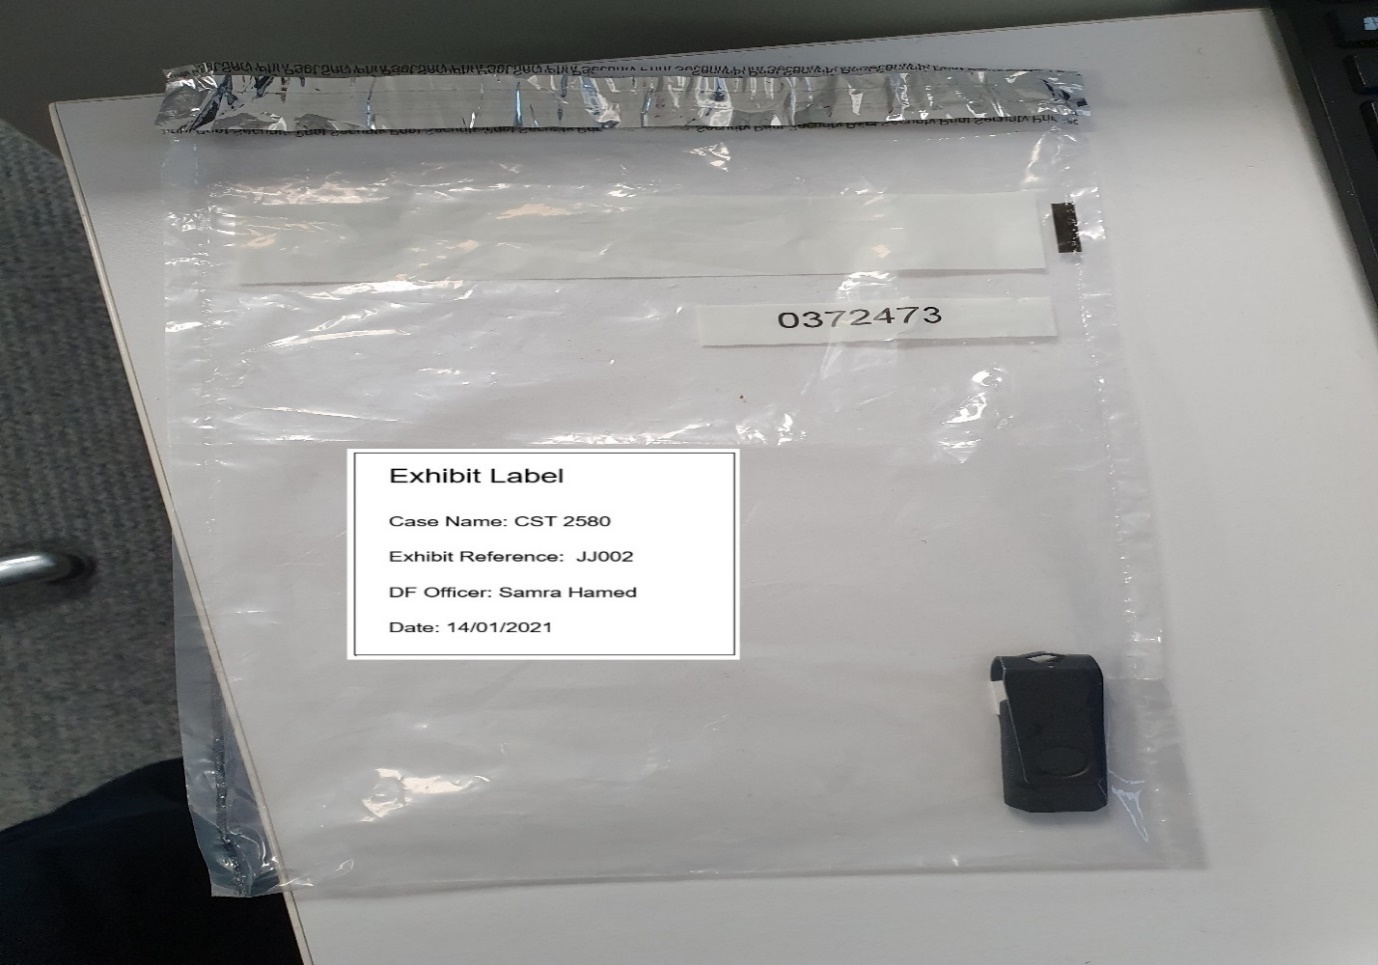 0372473
Exhibit Label
Case Name: CST 2580
Exhibit Reference: JJ002
DF Officer: Samra Hamed
Date: 14/01/2021